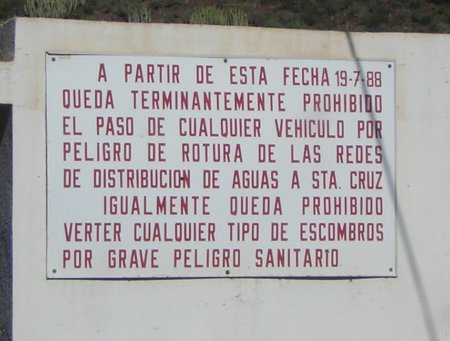 A PARTIR DE ESTA FECHA 19-7-88
QUEDA TERMINANTEMENTE PROHIBIDO
EL PASO DE CUALQUIER VEHICULO POR
PELIGRO DE ROTURA DE LAS REDES
DE DISTRIBUCION DE AGUAS A STA. CRUZ
IGUALMENTE QUEDA PROHIBIDO
VERTER CUALQUIER TIPO DE ESCOMBROS
POR GRAVE PELIGRO SANITARIO